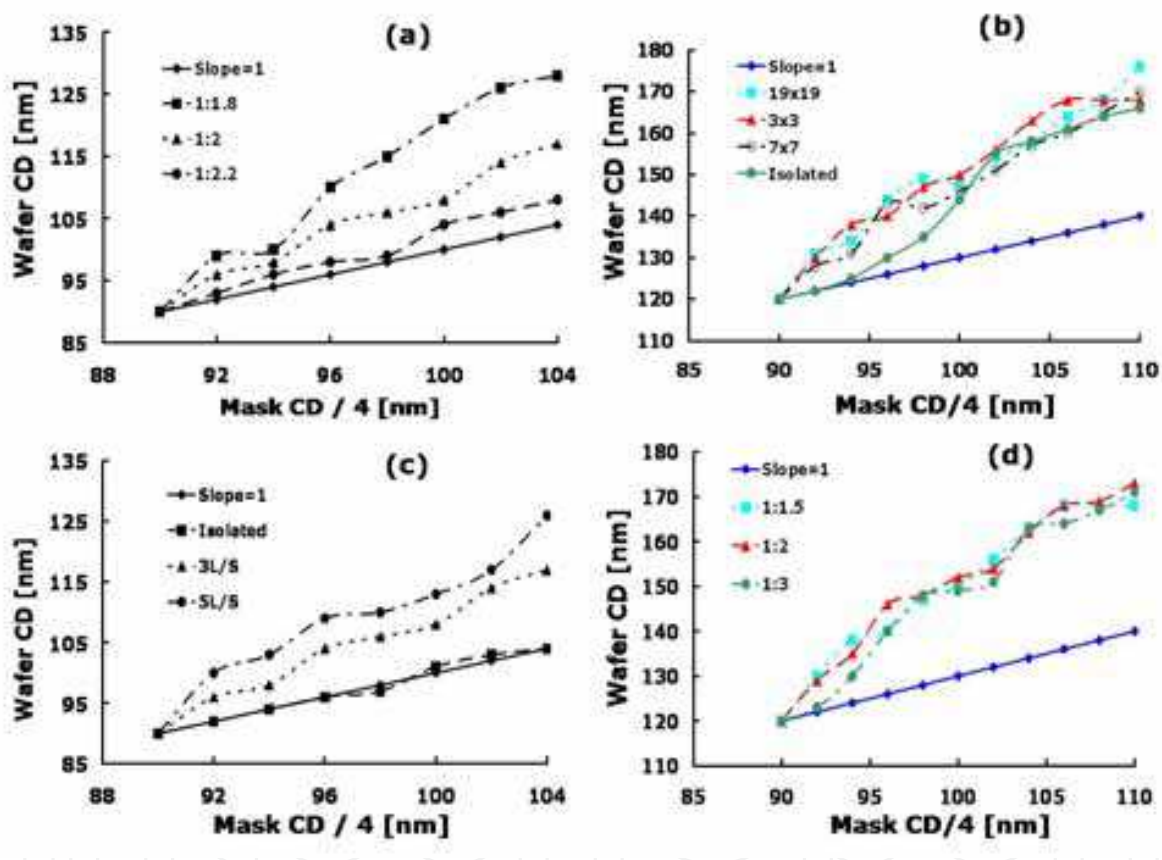 (a)
135
125
115
105
95
85
Wafer CD [nm]
Slope=1
1:1.8
1:2
1:2.2
88
92
96
100
104
Mask CD / 4 [nm]
(b)
180
170
160
150
140
130
120
110
Wafer CD [nm]
Slope=1
19x19
3x3
7x7
Isolated
85
90
95
100
105
110
Mask CD/4 [nm]
(c)
135
125
115
105
95
85
Wafer CD [nm]
Slope=1
Isolated
3L/S
5L/S
88
92
96
100
104
Mask CD / 4 [nm]
(d)
180
170
160
150
140
130
120
110
Wafer CD [nm]
Slope=1
1:1.5
1:2
1:3
85
90
95
100
105
110
Mask CD/4 [nm]